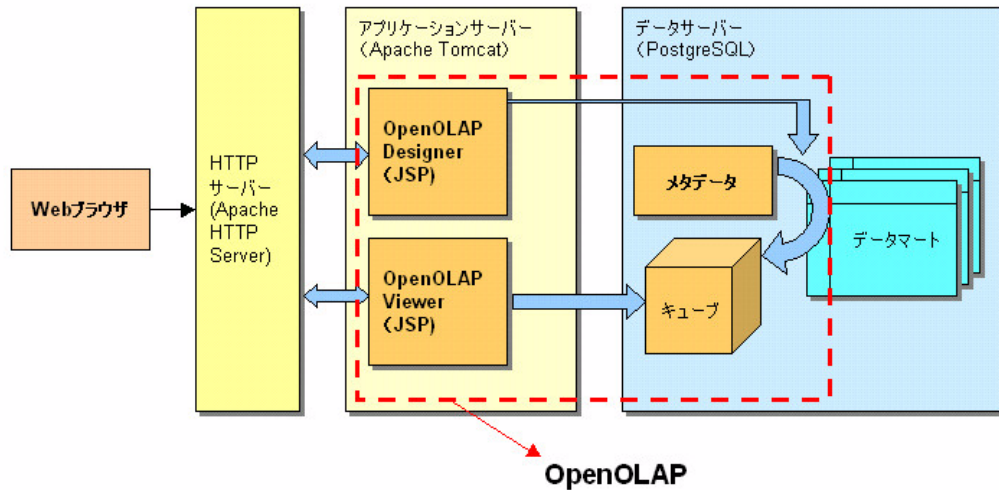 アプリケーションサーバー
（Apache Tomcat）
データサーバー
（PostgreSQL）
OpenOLAP
Designer
（JSP）
HTTP
サーバー
(Apache
HTTP
Server)
Webブラウザ
メタデータ
データマート
OpenOLAP
Viewer
（JSP）
キューブ
OpenOLAP